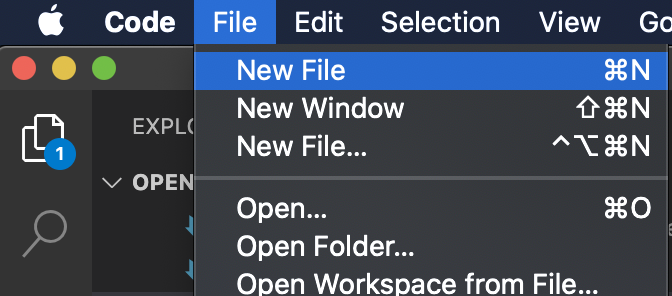 Code File Edit Selection View Go
New File ⌘N
New Window ⇧⌘N
New File... ^⌥⌘N
EXPLO
1
OPEN
Open... ⌘O
Open Folder...
Open Workspace from File...